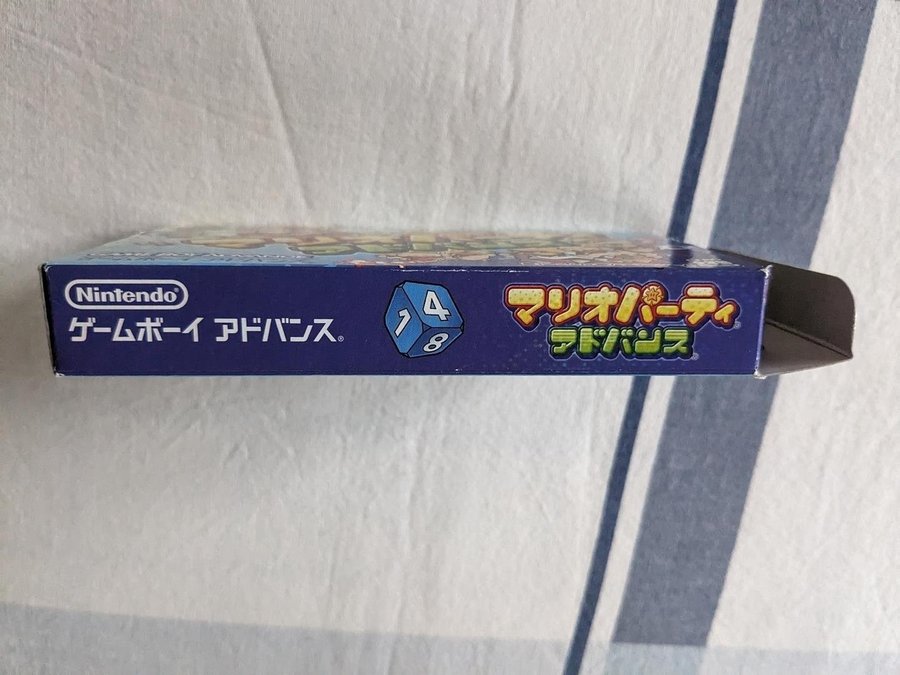 Nintendo
ゲームボーイ アドバンス®
1 4 8
マリオパーティ
アドバンス